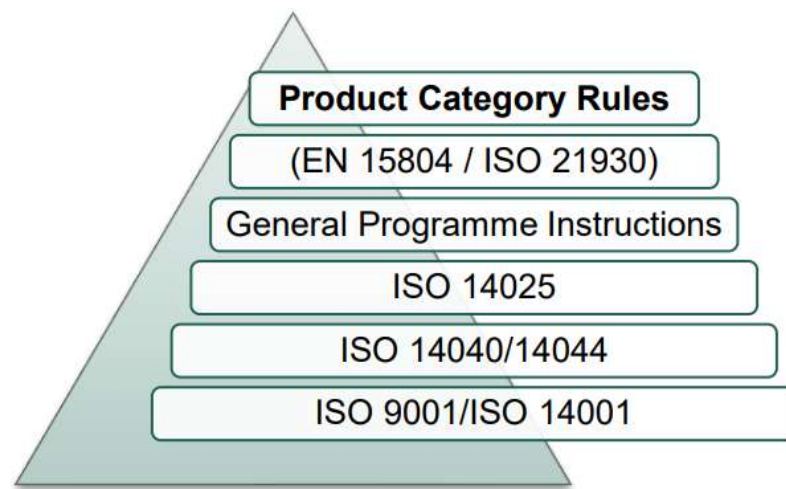 Product Category Rules
(EN 15804 / ISO 21930)
General Programme Instructions
ISO 14025
ISO 14040/14044
ISO 9001/ISO 14001